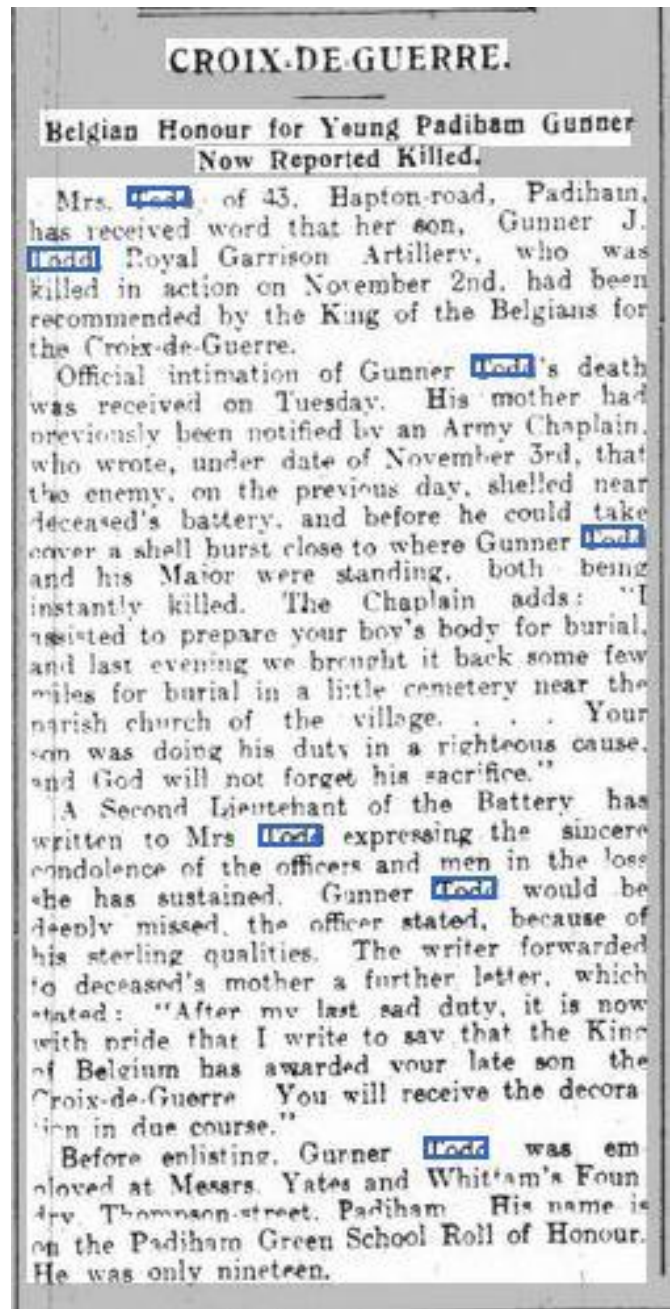 CROIX-DE-GUERRE.
Belgian Honour for Young Padiham Gunner
Now Reported Killed.
Mrs. Todd, of 43, Hapton-road, Padiham,
has received word that her son, Gunner J.
Todd, Royal Garrison Artillery, who was
killed in action on November 2nd, had been
recommended by the King of the Belgians for
the Croix-de-Guerre.
Official intimation of Gunner Todd's death
was received on Tuesday. His mother had
previously been notified by an Army Chaplain,
who wrote, under date of November 3rd, that
the enemy, on the previous day, shelled near
deceased's battery, and before he could take
cover a shell burst close to where Gunner Todd
and his Major were standing, both being
instantly killed. The Chaplain adds: "I
assisted to prepare your boy's body for burial,
and last evening we brought it back some few
miles for burial in a little cemetery near the
parish church of the village. . . . Your
son was doing his duty in a righteous cause,
and God will not forget his sacrifice."
A Second Lieutenant of the Battery has
written to Mrs Todd expressing the sincere
condolence of the officers and men in the loss
she has sustained. Gunner Todd would be
deeply missed, the officer stated, because of
his sterling qualities. The writer forwarded
to deceased's mother a further letter, which
stated: "After my last sad duty, it is now
with pride that I write to say that the King
of Belgium has awarded your late son the
Croix-de-Guerre You will receive the decora
tion in due course."
Before enlisting, Gunner Todd was em
ployed at Messrs. Yates and Whittam's Foun
dry, Thompson-street, Padiham His name is
on the Padiham Green School Roll of Honour.
He was only nineteen.